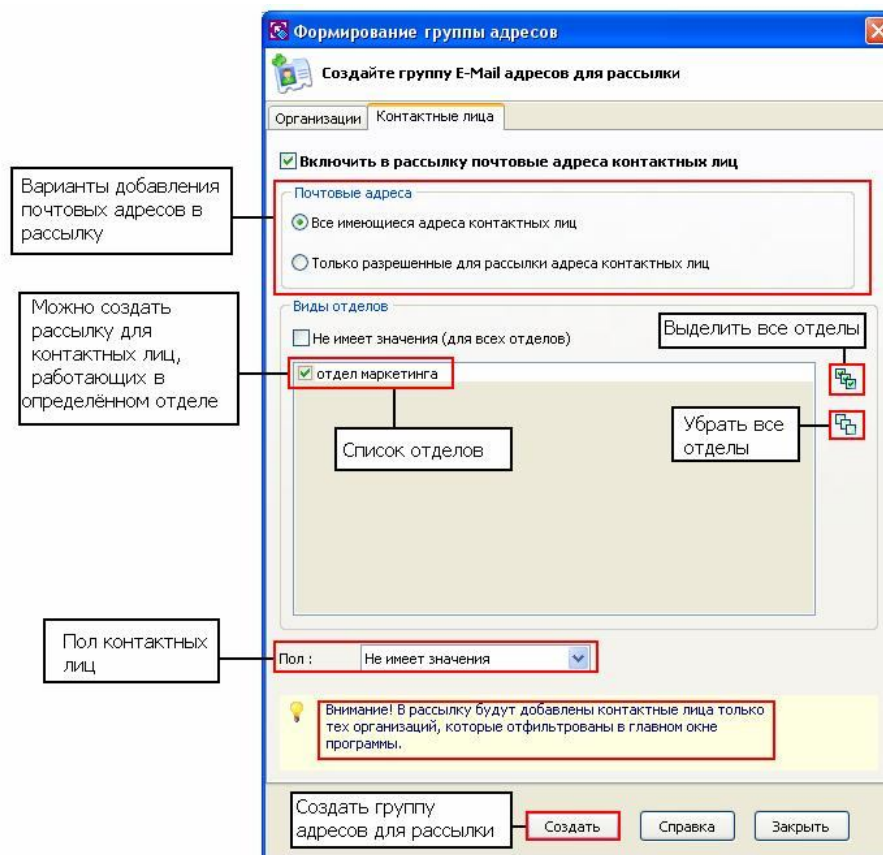 Формирование группы адресов
Создайте группу E-Mail адресов для рассылки
Организации
Контактные лица
Включить в рассылку почтовые адреса контактных лиц
Варианты добавления
почтовых адресов в
рассылку
Почтовые адреса
Все имеющиеся адреса контактных лиц
Только разрешенные для рассылки адреса контактных лиц
Можно создать
рассылку для
контактных лиц,
работающих в
определённом отделе
Виды отделов
Не имеет значения (для всех отделов)
Выделить все отделы
отдел маркетинга
Список отделов
Убрать все
отделы
Пол контактных
лиц
Пол :
Не имеет значения
Внимание! В рассылку будут добавлены контактные лица только
тех организаций, которые отфильтрованы в главном окне
программы.
Создать группу
адресов для рассылки
Создать
Справка
Закрыть